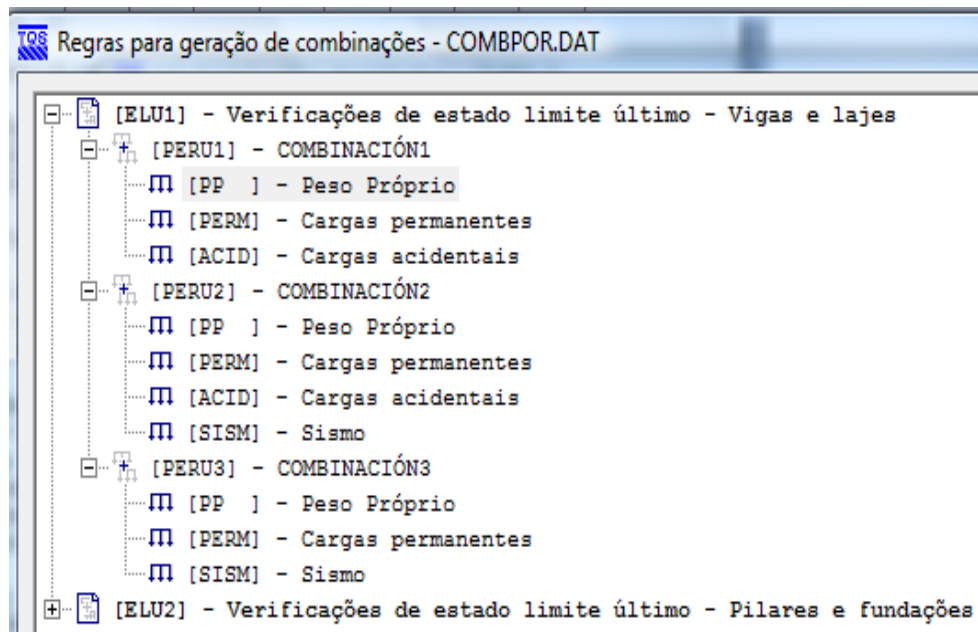 TQS Regras para geração de combinações - COMBPOR.DAT
[ELU1] - Verificações de estado limite último - Vigas e lajes
[PERU1] - COMBINACIÓN1
[PP  ] - Peso Próprio
[PERM] - Cargas permanentes
[ACID] - Cargas acidentais
[PERU2] - COMBINACIÓN2
[PP  ] - Peso Próprio
[PERM] - Cargas permanentes
[ACID] - Cargas acidentais
[SISM] - Sismo
[PERU3] - COMBINACIÓN3
[PP  ] - Peso Próprio
[PERM] - Cargas permanentes
[SISM] - Sismo
[ELU2] - Verificações de estado limite último - Pilares e fundações